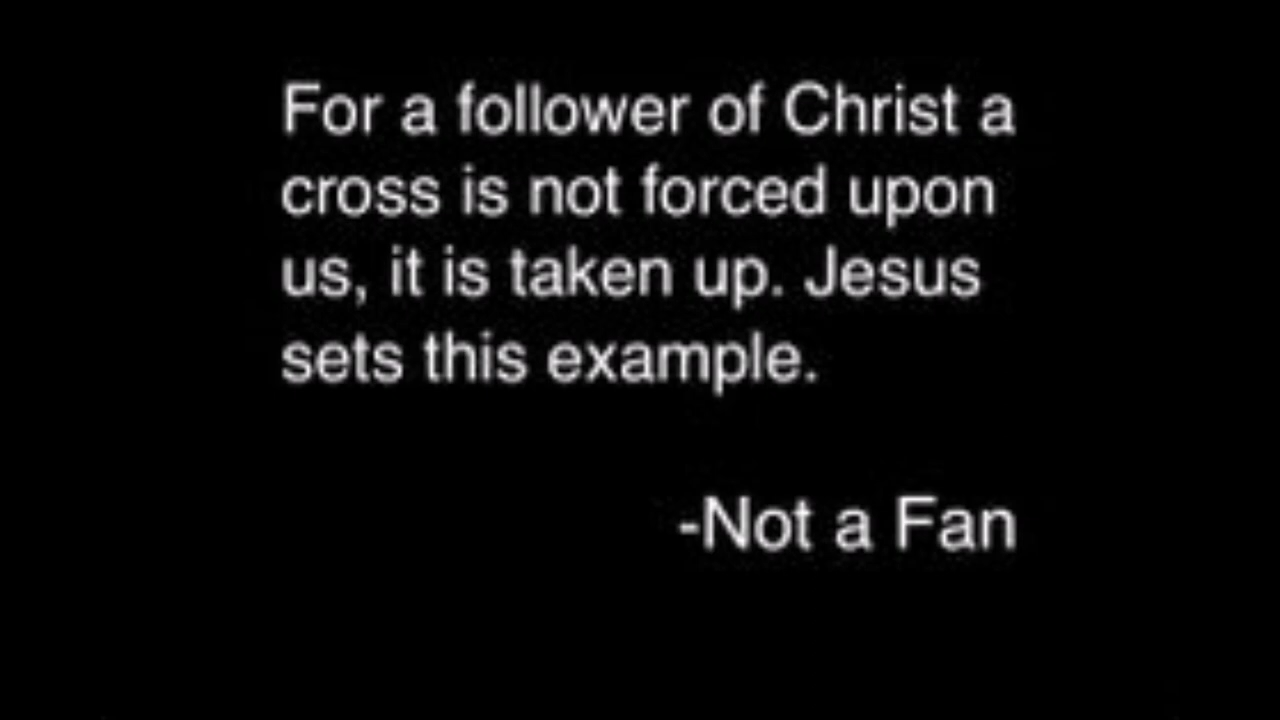 For a follower of Christ a
cross is not forced upon
us, it is taken up. Jesus
sets this example.
-Not a Fan